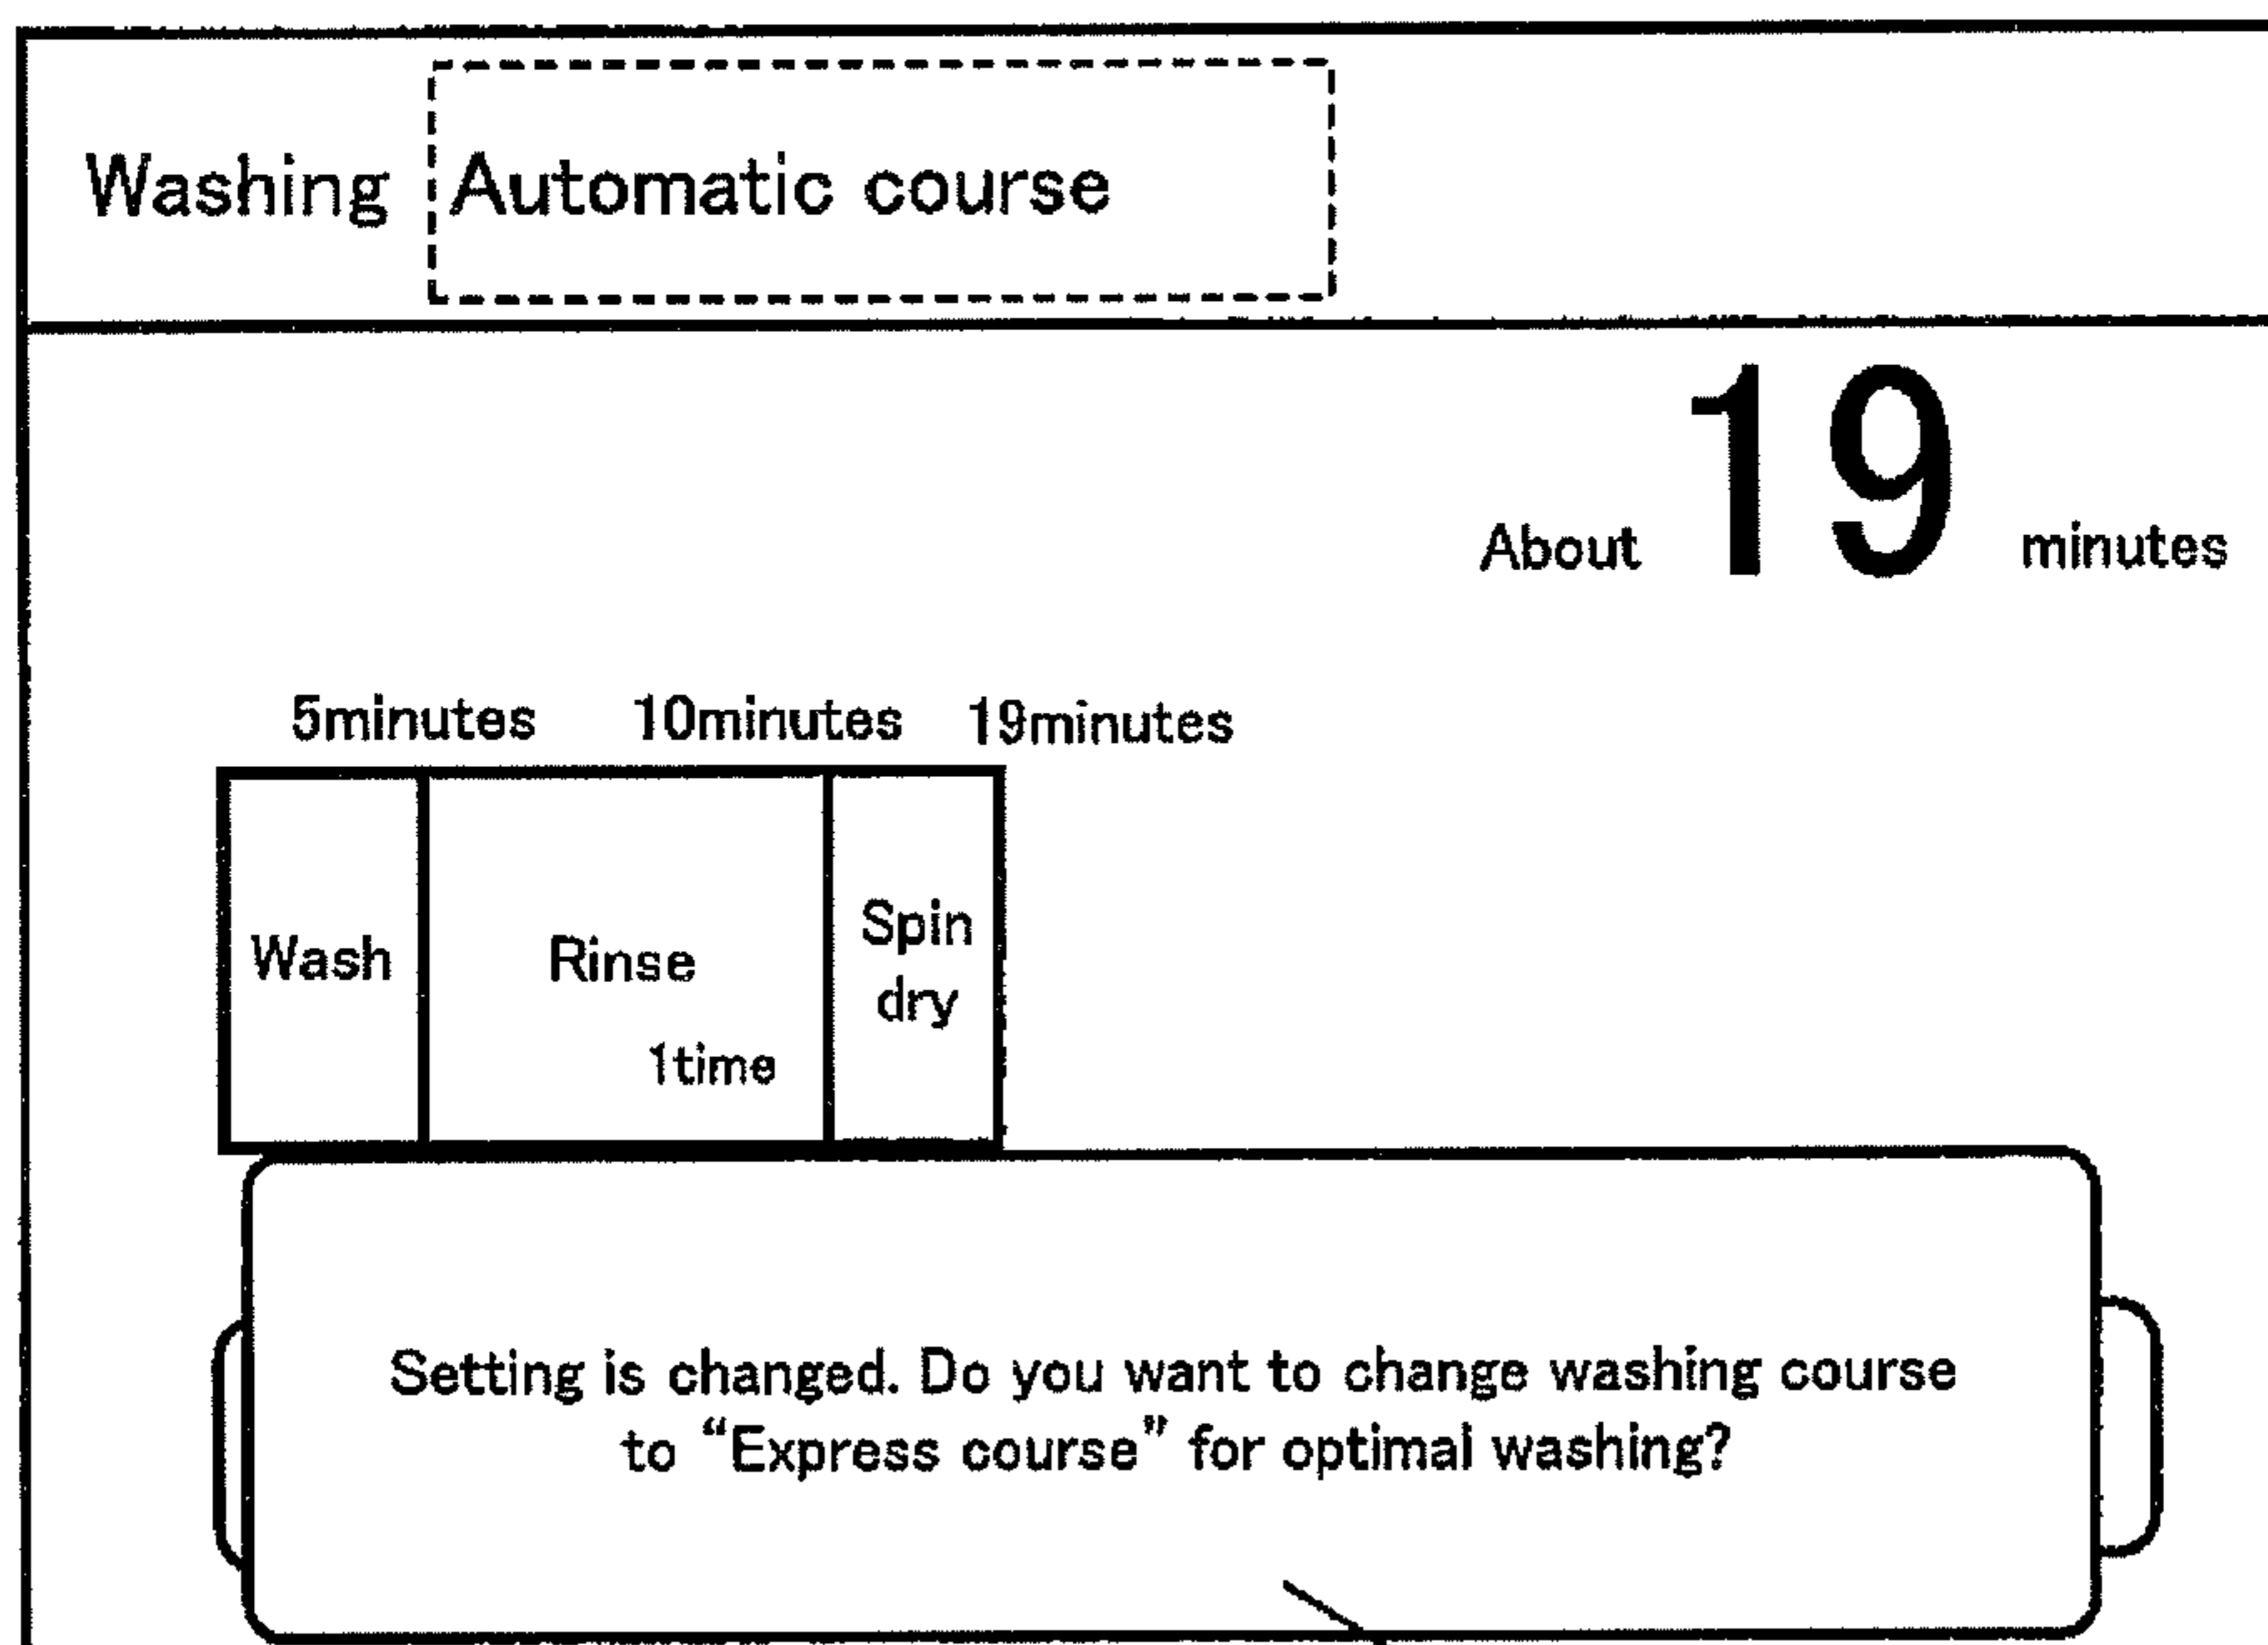 Washing Automatic course
About 19 minutes
5minutes 10minutes 19minutes
Wash
Rinse
1time
Spin
dry
Setting is changed. Do you want to change washing course
to “Express course” for optimal washing?